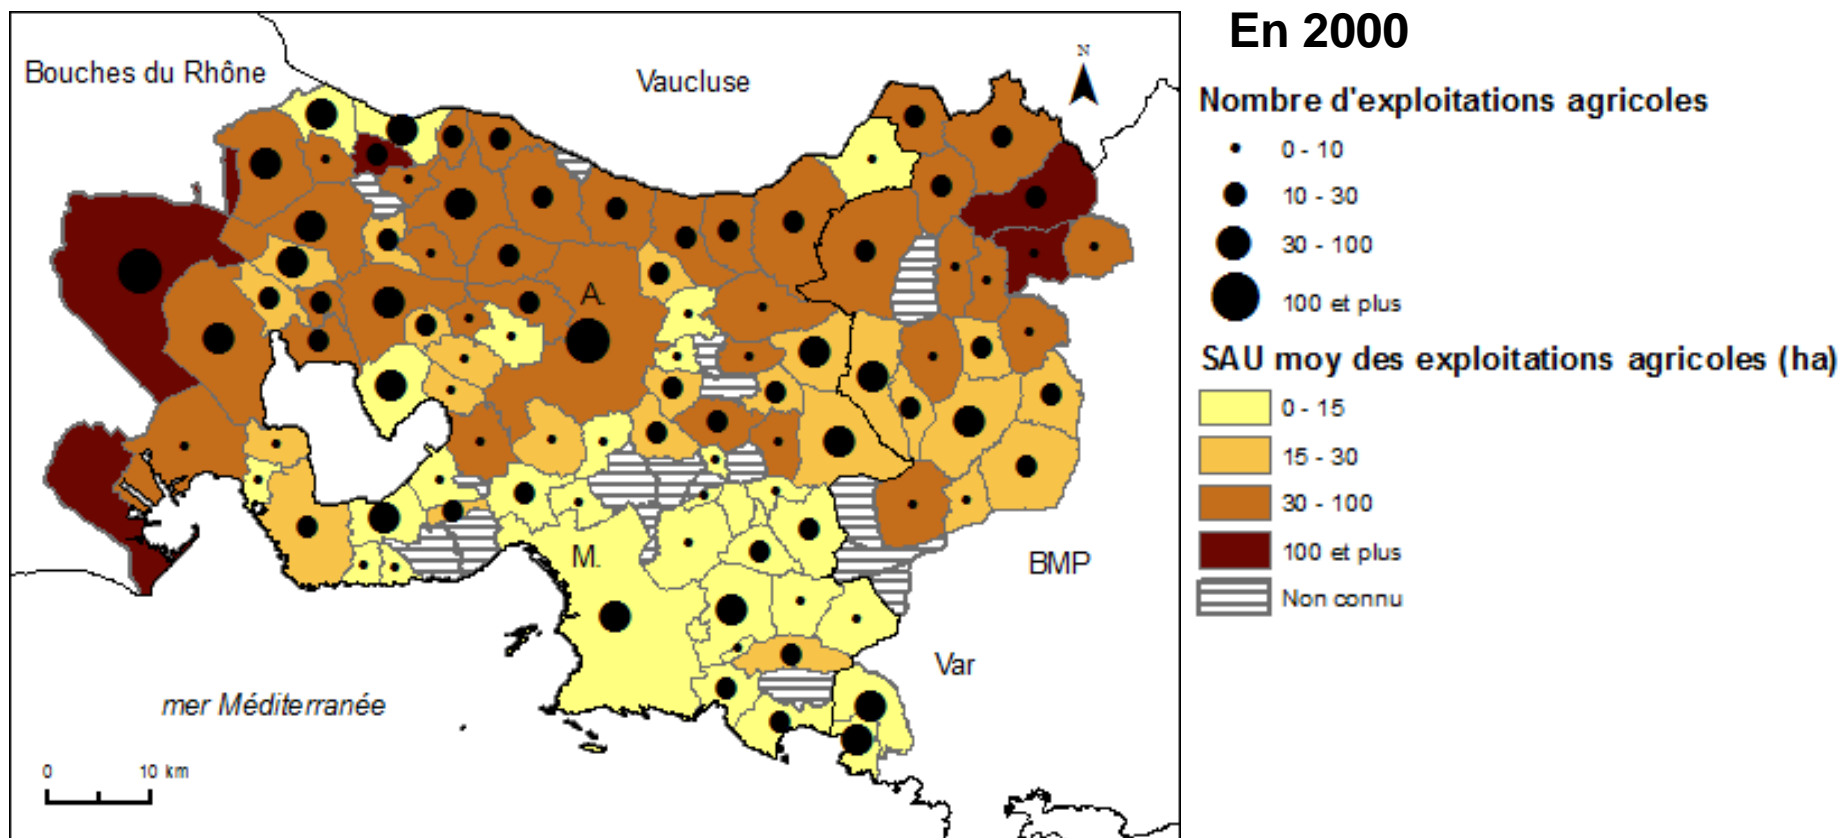 En 2000
Bouches du Rhône
Vaucluse
N
Nombre d'exploitations agricoles
0 - 10
10 - 30
30 - 100
100 et plus
SAU moy des exploitations agricoles (ha)
0 - 15
15 - 30
30 - 100
100 et plus
Non connu
A.
M.
BMP
Var
mer Méditerranée
0 10 km